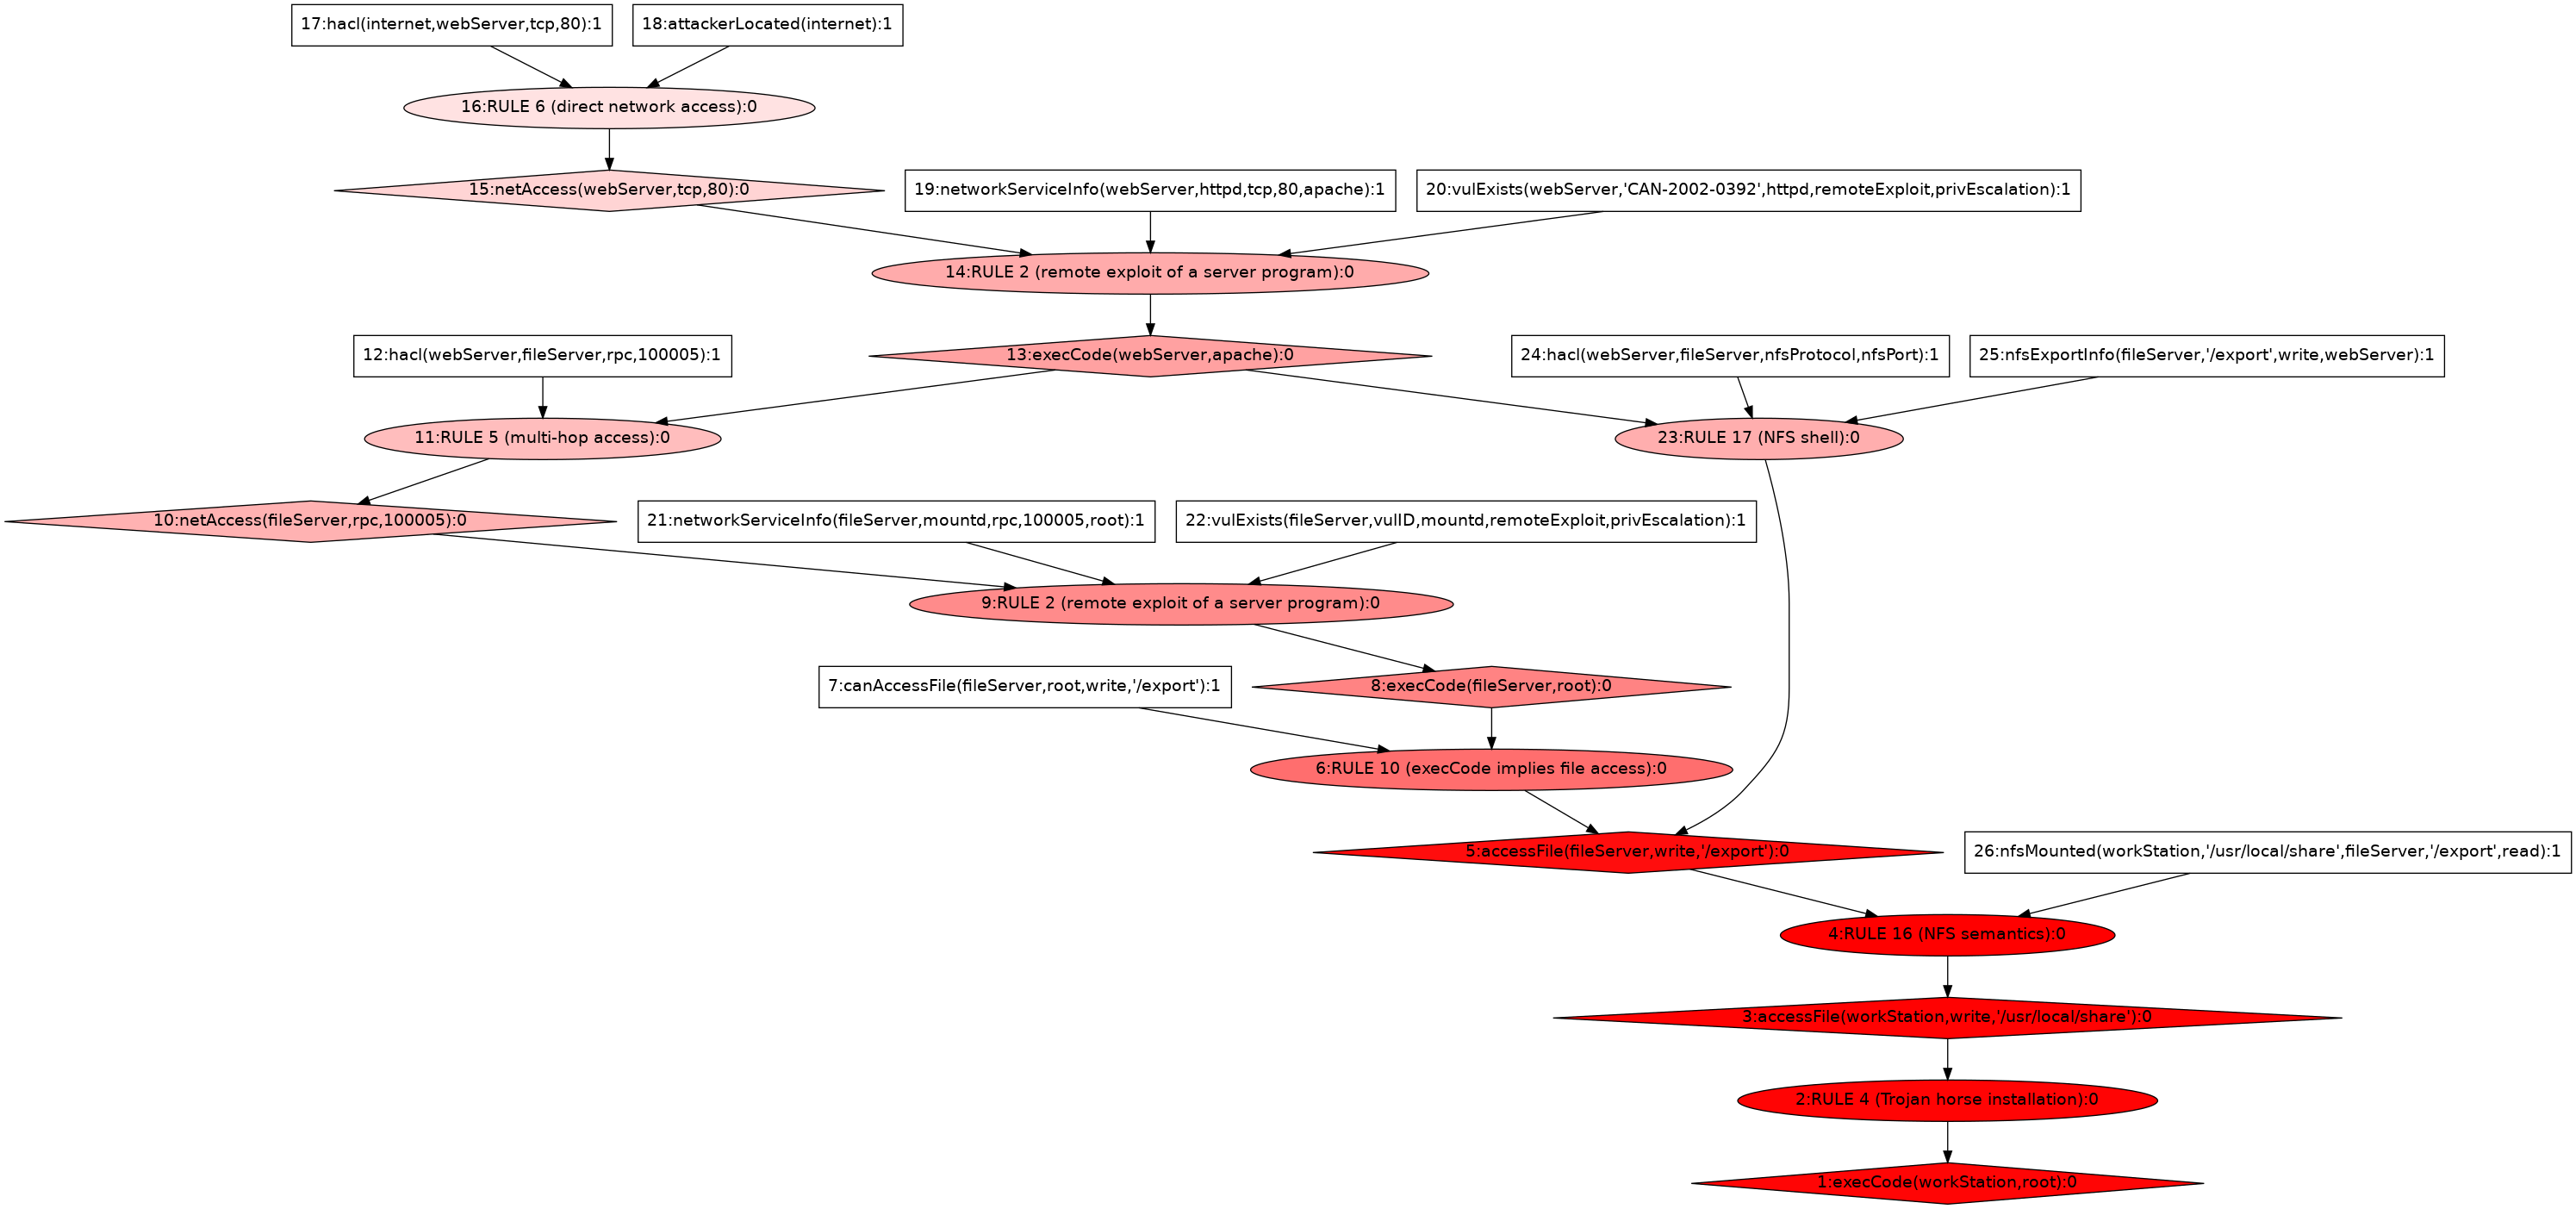 17:hacl(internet,webServer,tcp,80):1
18:attackerLocated(internet):1
16:RULE 6 (direct network access):0
15:netAccess(webServer,tcp,80):0
19:networkServiceInfo(webServer,httpd,tcp,80,apache):1
20:vulExists(webServer,'CAN-2002-0392',httpd,remoteExploit,privEscalation):1
14:RULE 2 (remote exploit of a server program):0
12:hacl(webServer,fileServer,rpc,100005):1
13:execCode(webServer,apache):0
24:hacl(webServer,fileServer,nfsProtocol,nfsPort):1
25:nfsExportInfo(fileServer,'/export',write,webServer):1
11:RULE 5 (multi-hop access):0
23:RULE 17 (NFS shell):0
10:netAccess(fileServer,rpc,100005):0
21:networkServiceInfo(fileServer,mountd,rpc,100005,root):1
22:vulExists(fileServer,vulID,mountd,remoteExploit,privEscalation):1
9:RULE 2 (remote exploit of a server program):0
7:canAccessFile(fileServer,root,write,'/export'):1
8:execCode(fileServer,root):0
6:RULE 10 (execCode implies file access):0
5:accessFile(fileServer,write,'/export'):0
26:nfsMounted(workStation,'/usr/local/share',fileServer,'/export',read):1
4:RULE 16 (NFS semantics):0
3:accessFile(workStation,write,'/usr/local/share'):0
2:RULE 4 (Trojan horse installation):0
1:execCode(workStation,root):0